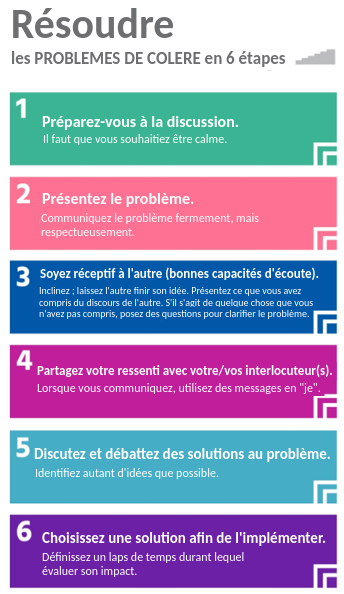 Résoudre
les PROBLEMES DE COLERE en 6 étapes
1
Préparez-vous à la discussion.
Il faut que vous souhaitiez être calme.
2
Présentez le problème.
Communiquez le problème fermement, mais
respectueusement.
3
Soyez réceptif à l'autre (bonnes capacités d'écoute).
Inclinez ; laissez l'autre finir son idée. Présentez ce que vous avez
compris du discours de l'autre. S'il s'agit de quelque chose que vous
n'avez pas compris, posez des questions pour clarifier le problème.
4
Partagez votre ressenti avec votre/vos interlocuteur(s).
Lorsque vous communiquez, utilisez des messages en "je".
5
Discutez et débattez des solutions au problème.
Identifiez autant d'idées que possible.
6
Choisissez une solution afin de l'implémenter.
Définissez un laps de temps durant lequel
évaluer son impact.